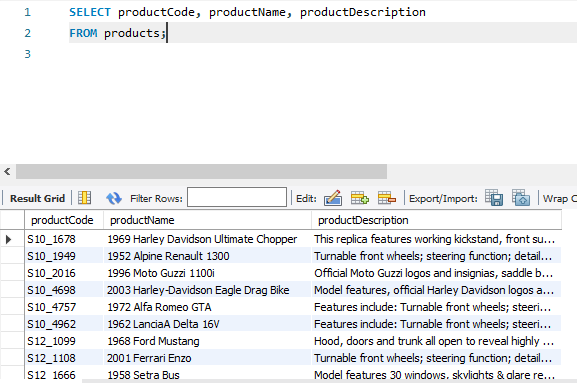 1 SELECT productCode, productName, productDescription
2 FROM products;
3
Result Grid Filter Rows: Edit: Export/Import: Wrap C
productCode productName productDescription
S10_1678 1969 Harley Davidson Ultimate Chopper This replica features working kickstand, front su...
S10_1949 1952 Alpine Renault 1300 Turnable front wheels; steering function; detail...
S10_2016 1996 Moto Guzzi 1100i Official Moto Guzzi logos and insignias, saddle b...
S10_4698 2003 Harley-Davidson Eagle Drag Bike Model features, official Harley Davidson logos a...
S10_4757 1972 Alfa Romeo GTA Features include: Turnable front wheels; steeri...
S10_4962 1962 LanciaA Delta 16V Features include: Turnable front wheels; steeri...
S12_1099 1968 Ford Mustang Hood, doors and trunk all open to reveal highly ...
S12_1108 2001 Ferrari Enzo Turnable front wheels; steering function; detail...
S12_1666 1958 Setra Bus Model features 30 windows, skylights & glare re...